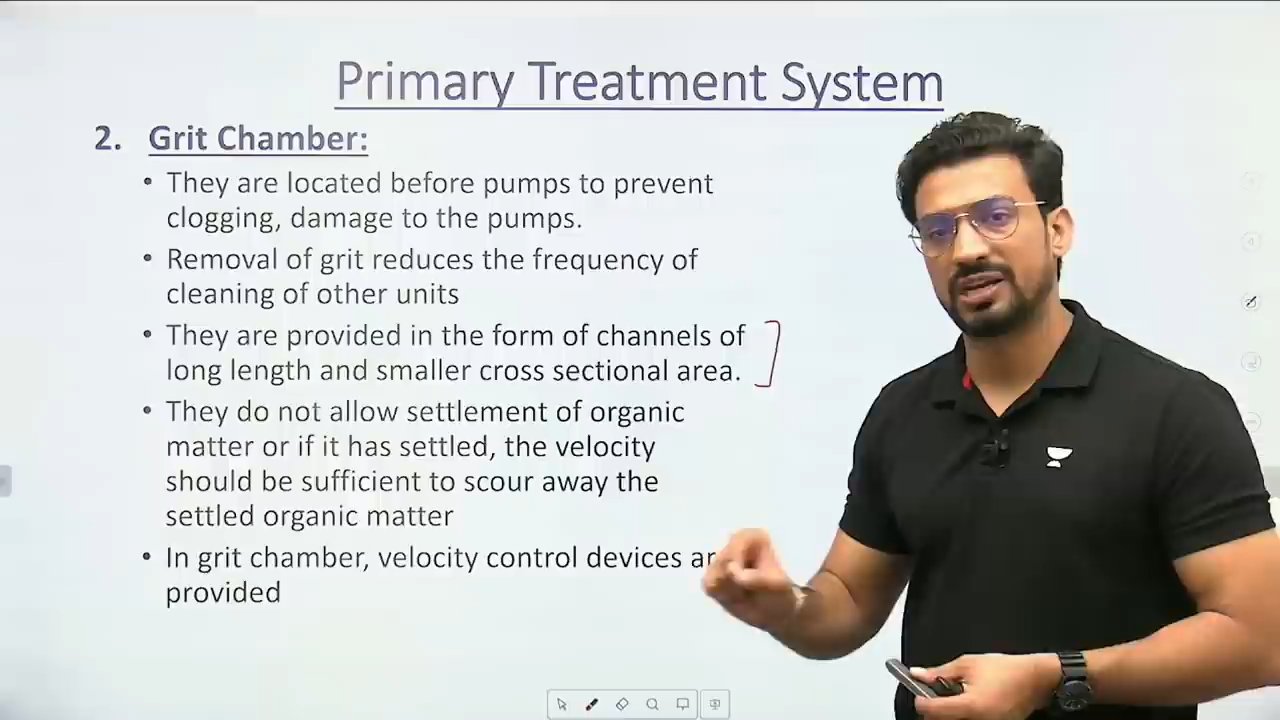 Primary Treatment System
2. Grit Chamber:
• They are located before pumps to prevent
clogging, damage to the pumps.
• Removal of grit reduces the frequency of
cleaning of other units
• They are provided in the form of channels of
long length and smaller cross sectional area.
• They do not allow settlement of organic
matter or if it has settled, the velocity
should be sufficient to scour away the
settled organic matter
• In grit chamber, velocity control devices
provided